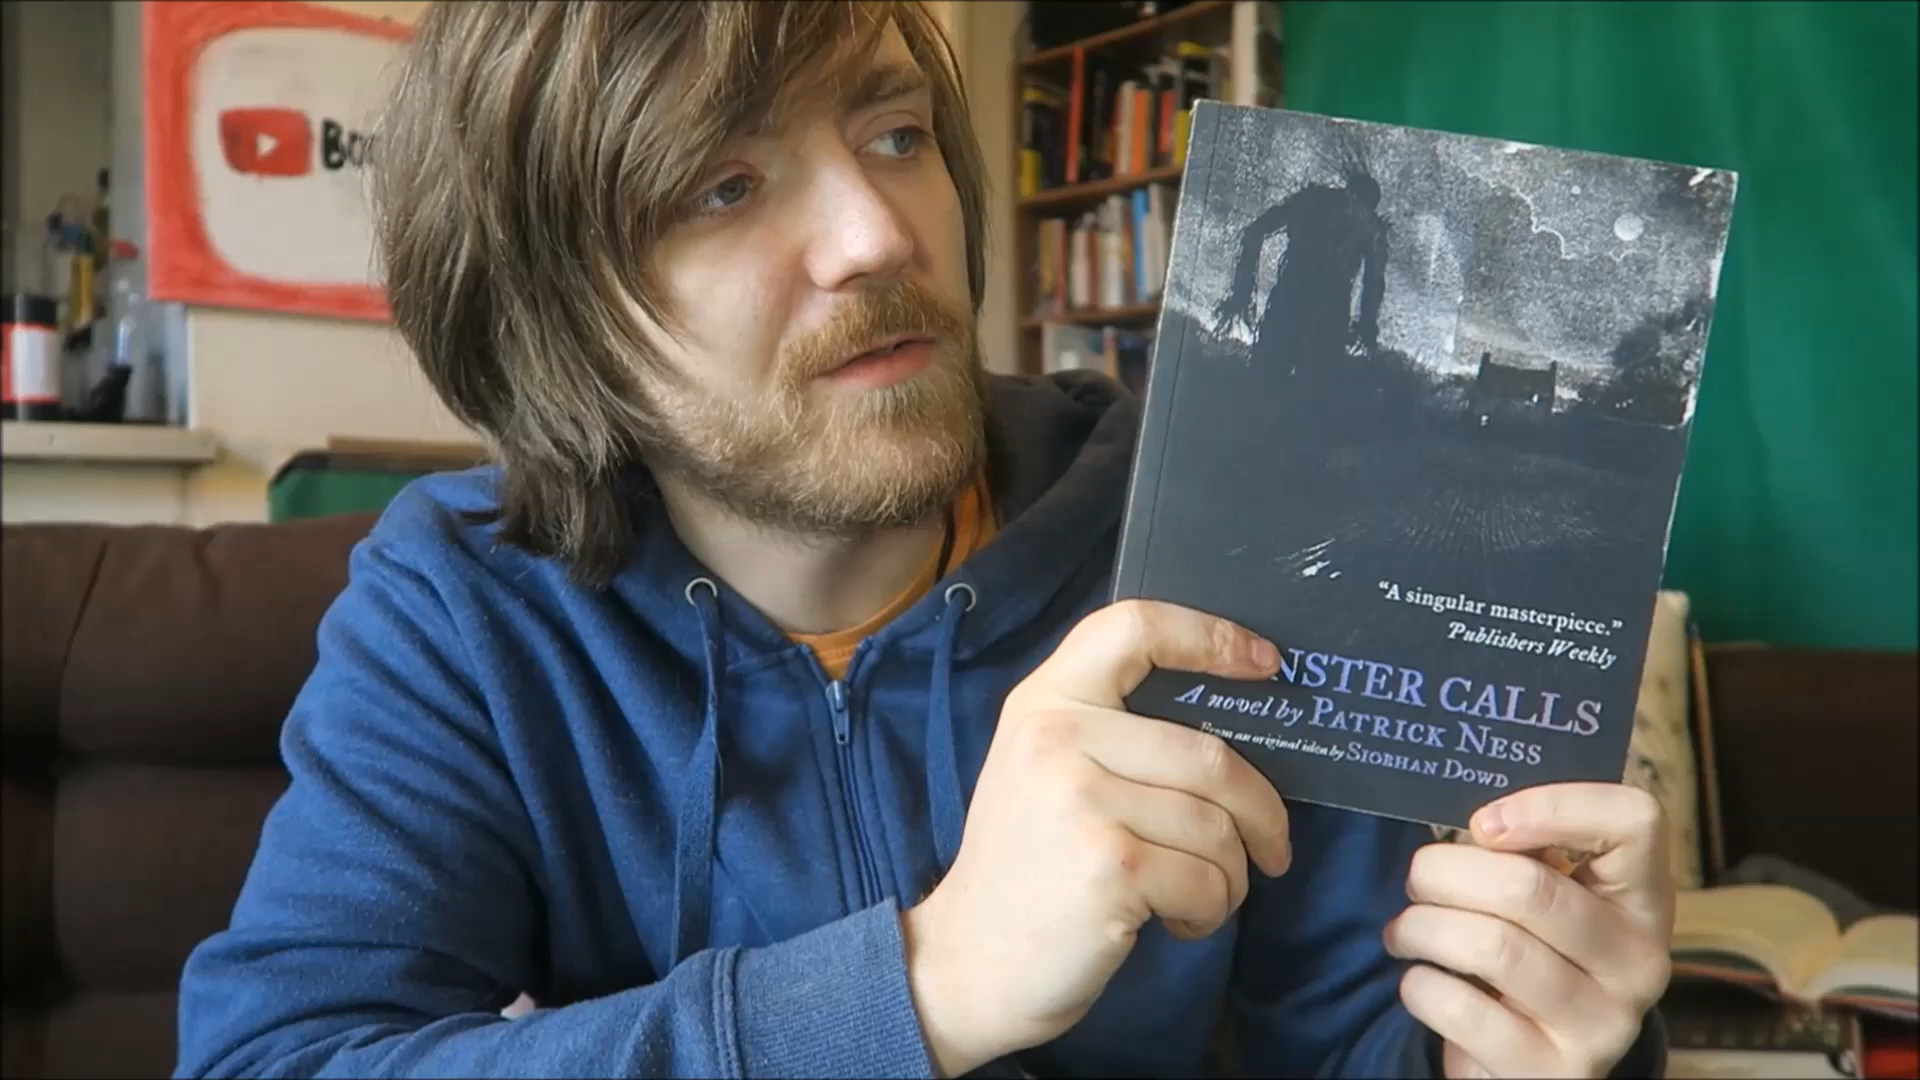 "A singular masterpiece."
Publishers Weekly
NSTER CALLS
A novel by PATRICK NESS
From an original idea by SIOBHAN DOWD